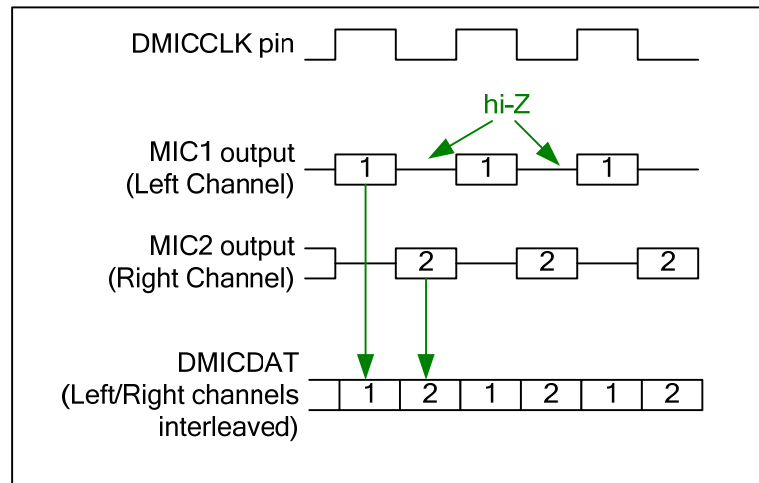 DMICCLK pin
hi-Z
MIC1 output
(Left Channel)
1 1 1
MIC2 output
(Right Channel)
2 2 2
DMICDAT
(Left/Right channels
interleaved)
1 2 1 2 1 2